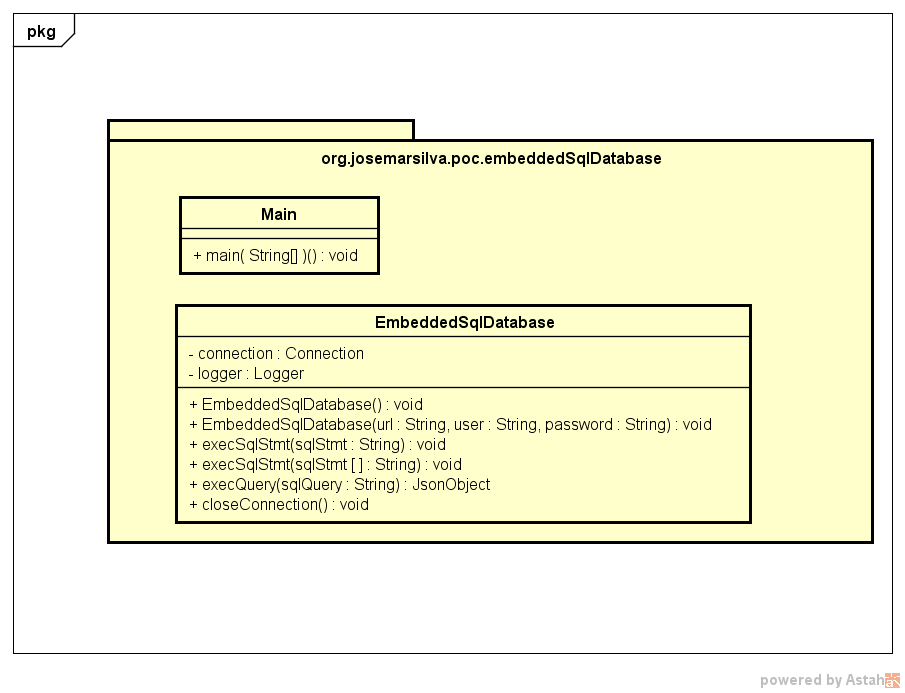 pkg
org.josemarsilva.poc.embeddedSqlDatabase
Main
+ main( String[] )() : void
EmbeddedSqlDatabase
- connection : Connection
- logger : Logger
+ EmbeddedSqlDatabase() : void
+ EmbeddedSqlDatabase(url : String, user : String, password : String) : void
+ execSqlStmt(sqlStmt : String) : void
+ execSqlStmt(sqlStmt [ ] : String) : void
+ execQuery(sqlQuery : String) : JsonObject
+ closeConnection() : void
powered by Astah